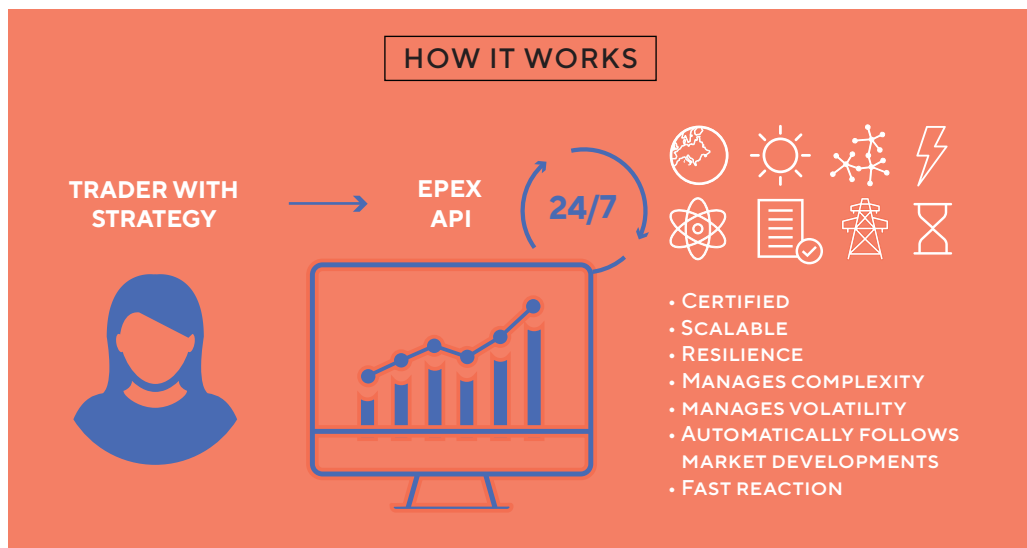 HOW IT WORKS
TRADER WITH
STRATEGY
EPEX
API
24/7
• CERTIFIED
• SCALABLE
• RESILIENCE
• MANAGES COMPLEXITY
• MANAGES VOLATILITY
• AUTOMATICALLY FOLLOWS
MARKET DEVELOPMENTS
• FAST REACTION